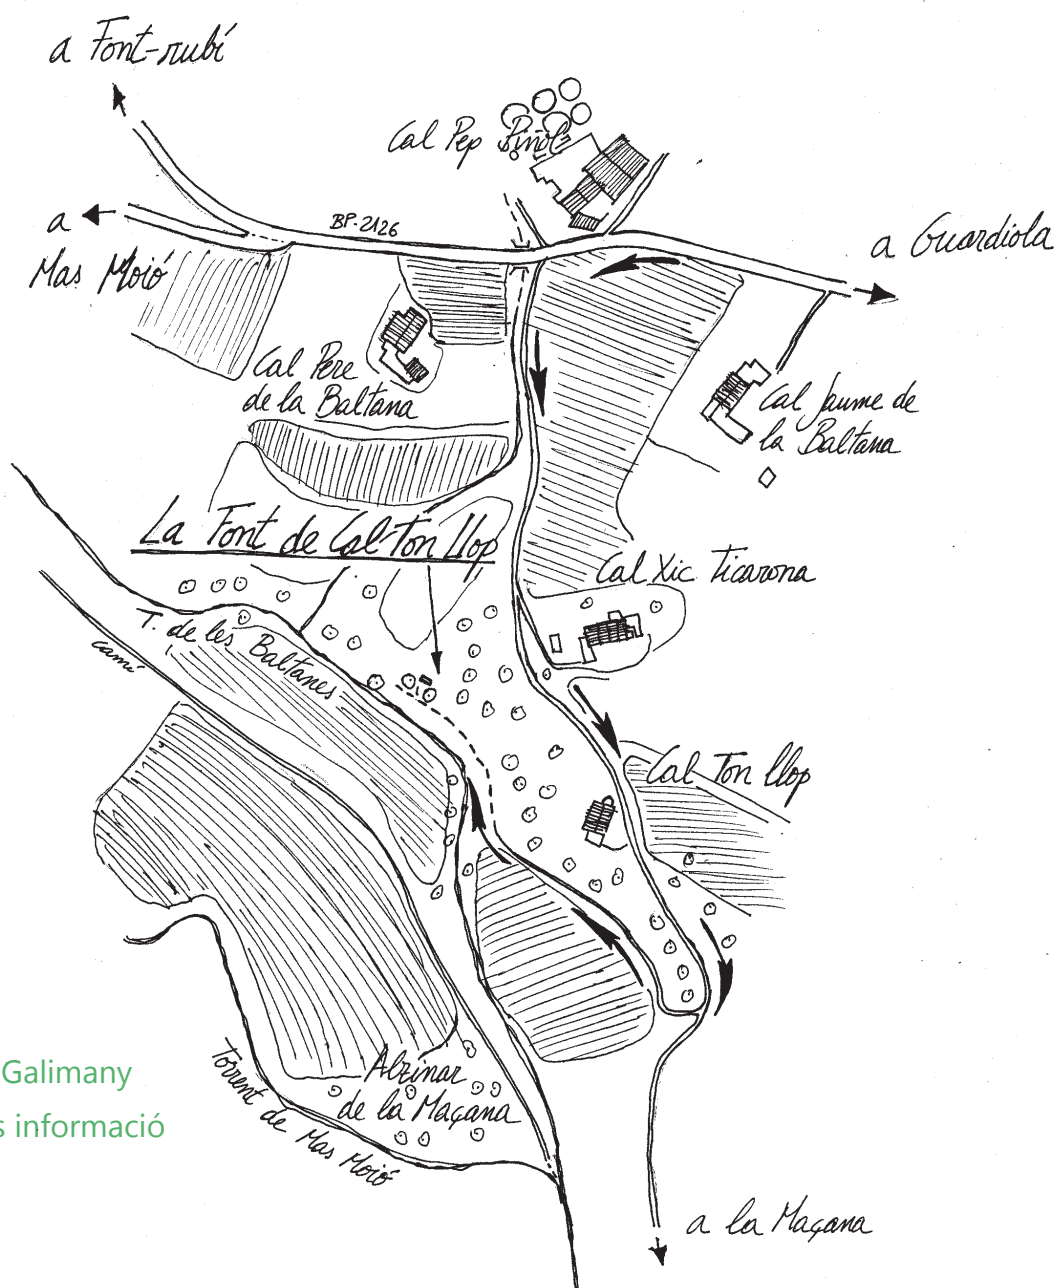 a Font-rubí
Cal Pep Piñol
a
Mas Moió
BP-2126
a Guardiola
Cal Pere
de la Baltana
Cal Jaume de
la Baltana
La Font de Cal Ton Llop
Cal Xic Ticarona
T. de les Baltanes
camí
Cal Ton Llop
Galimany
s informació
Alzinar
de la Maçana
Torrent de Mas Moió
a la Maçana